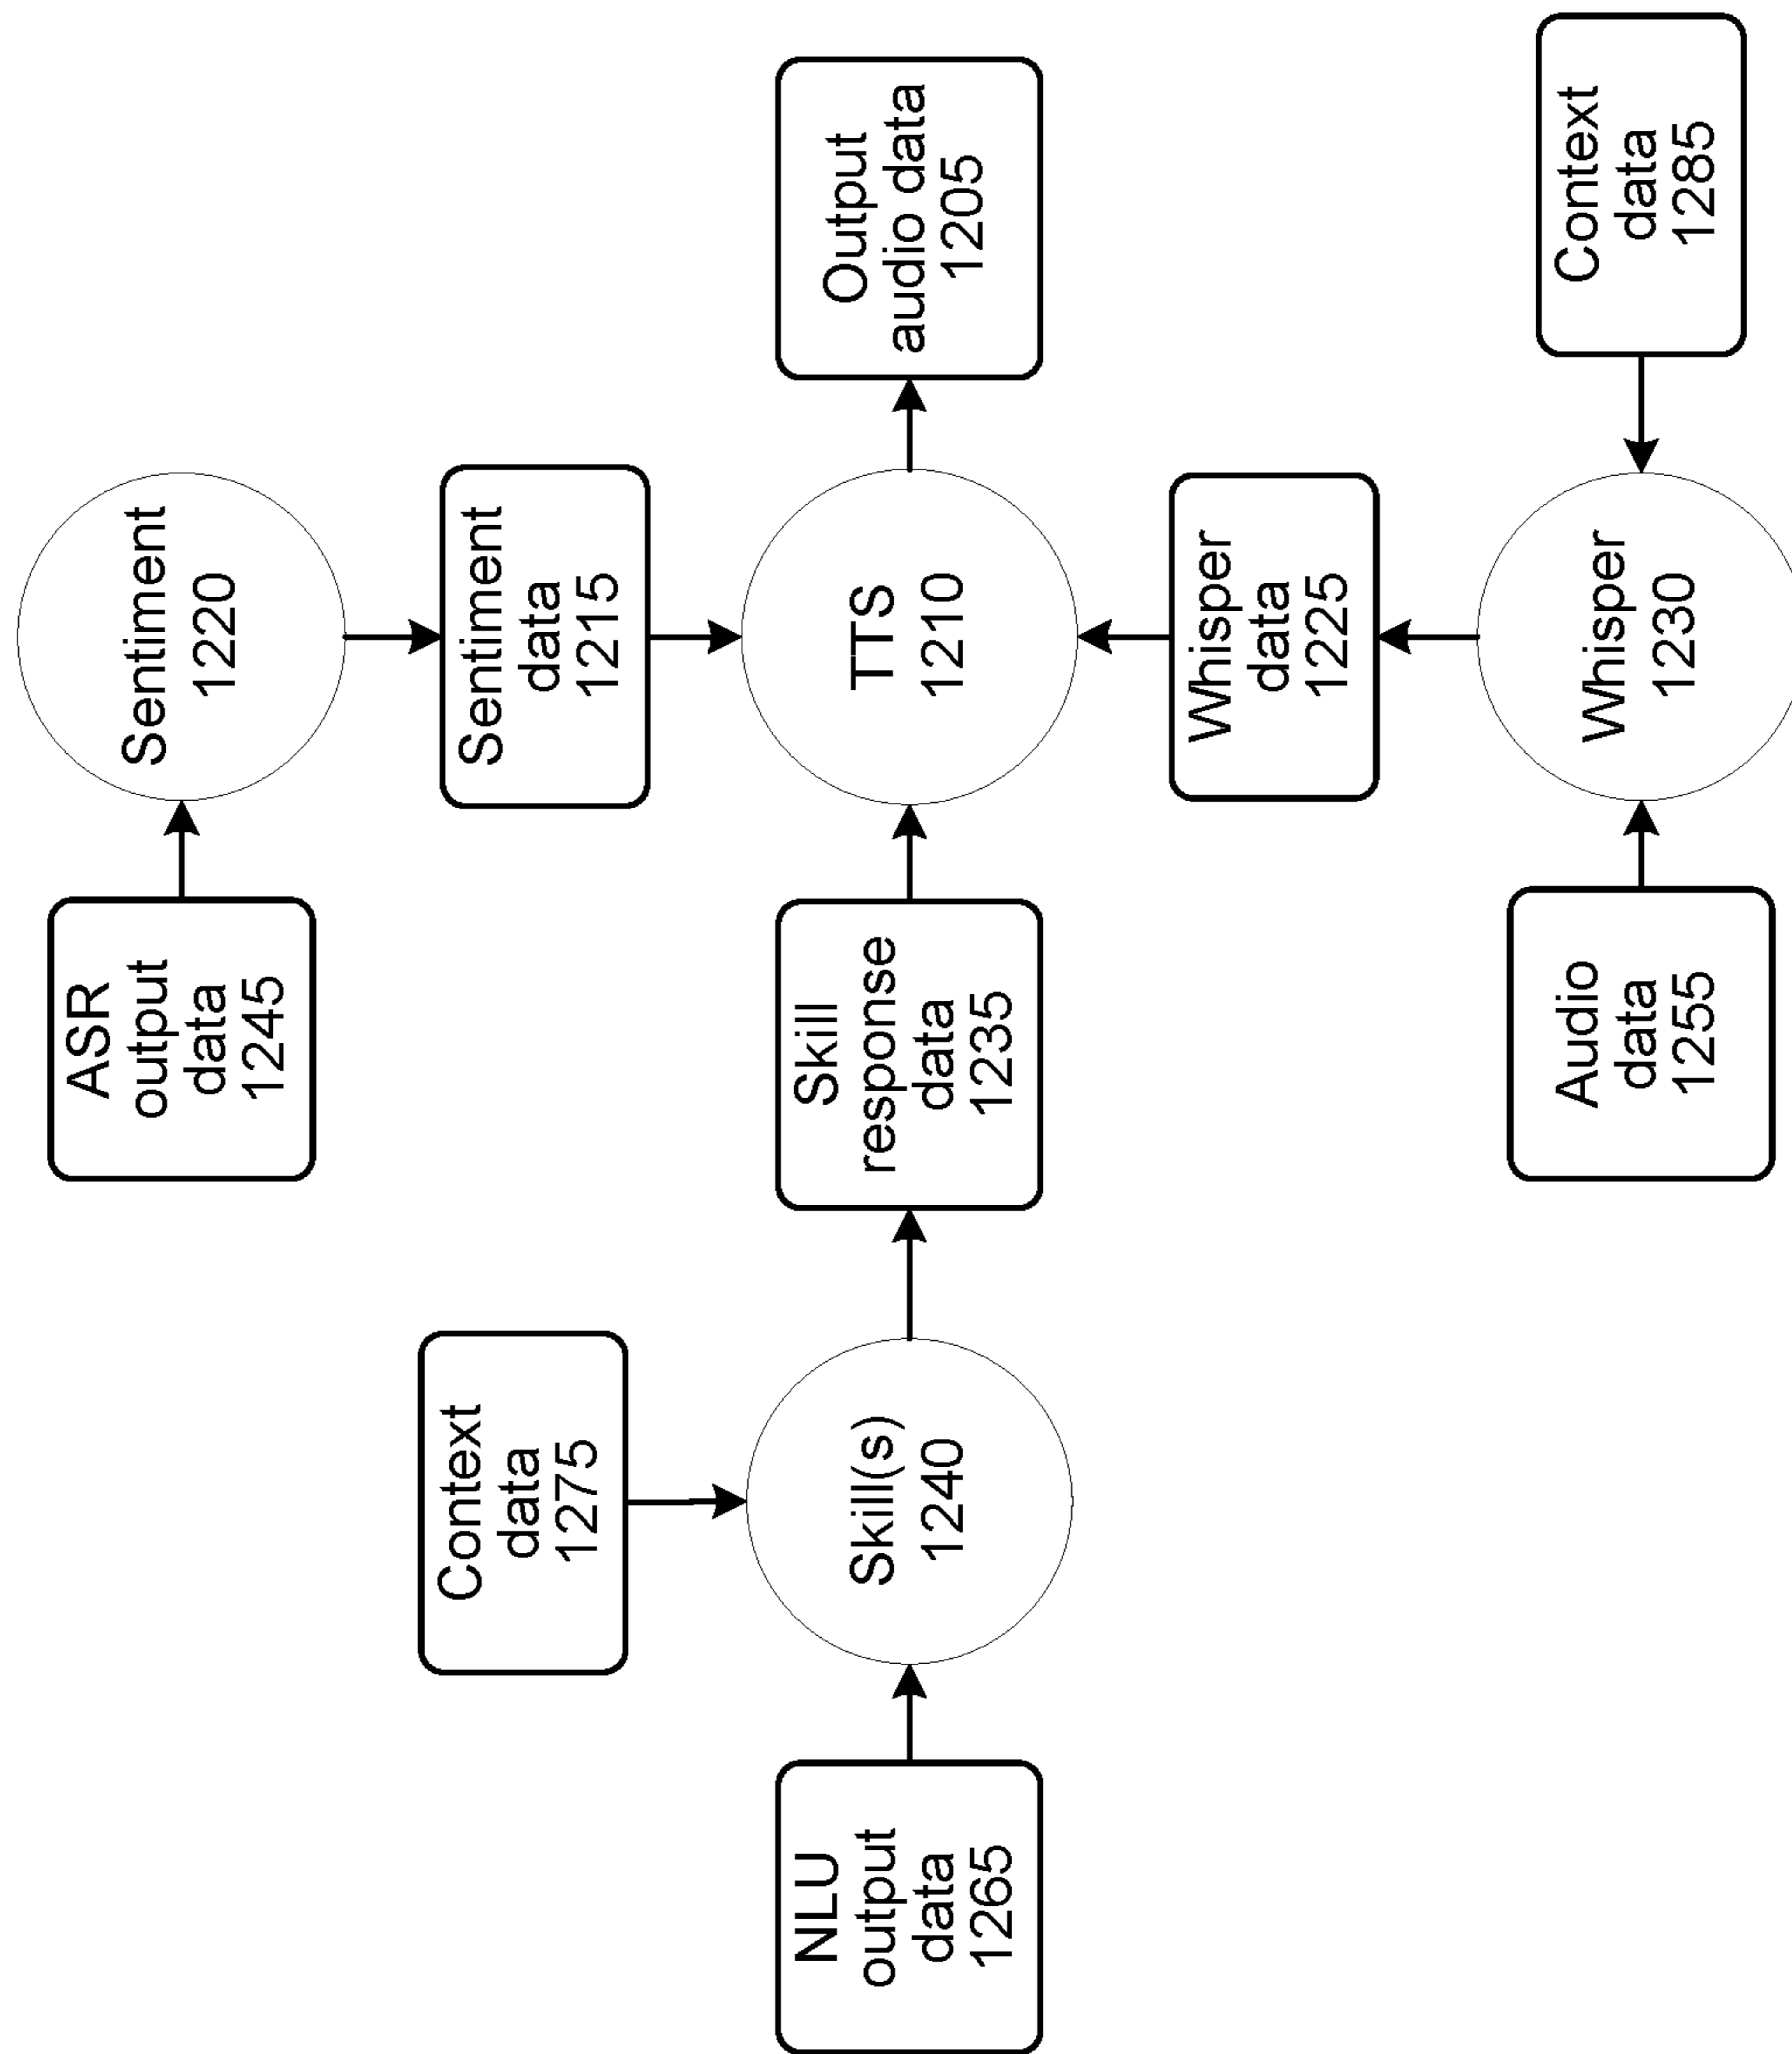 ASR
output
data
1245
Sentiment
1220
Context
data
1275
Sentiment
data
1215
NLU
output
data
1265
Skill(s)
1240
Skill
response
data
1235
TTS
1210
Output
audio data
1205
Whisper
data
1225
Audio
data
1255
Whisper
1230
Context
data
1285